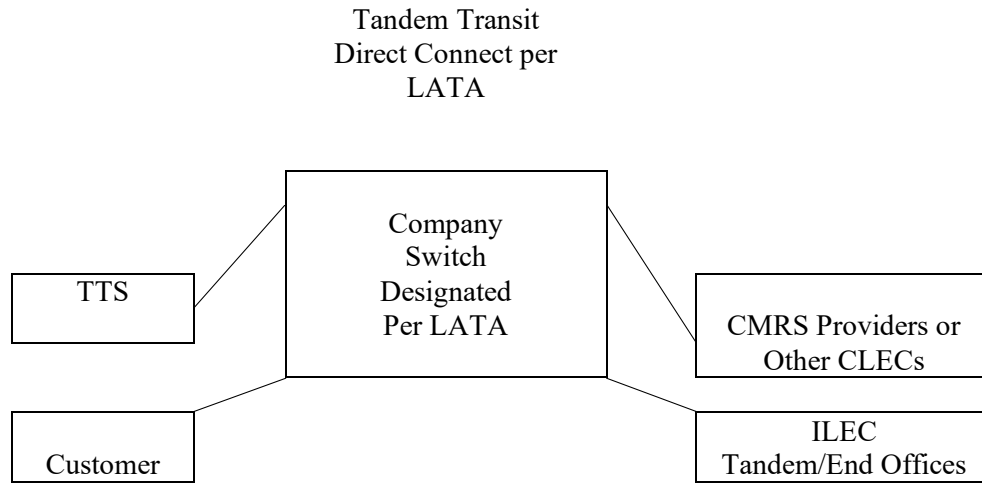 Tandem Transit
Direct Connect per
LATA
Company
Switch
Designated
Per LATA
TTS
Customer
CMRS Providers or
Other CLECs
ILEC
Tandem/End Offices